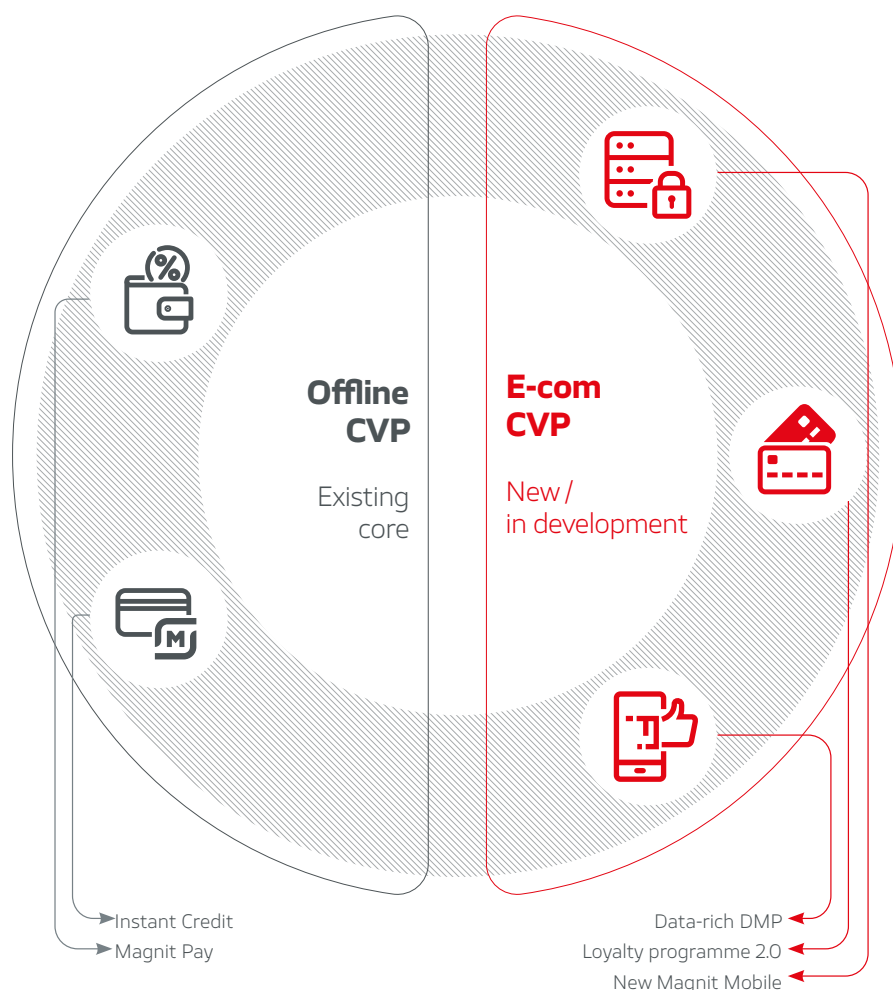 Offline
CVP
Existing
core
E-com
CVP
New /
in development
M
Instant Credit
Magnit Pay
Data-rich DMP
Loyalty programme 2.0
New Magnit Mobile